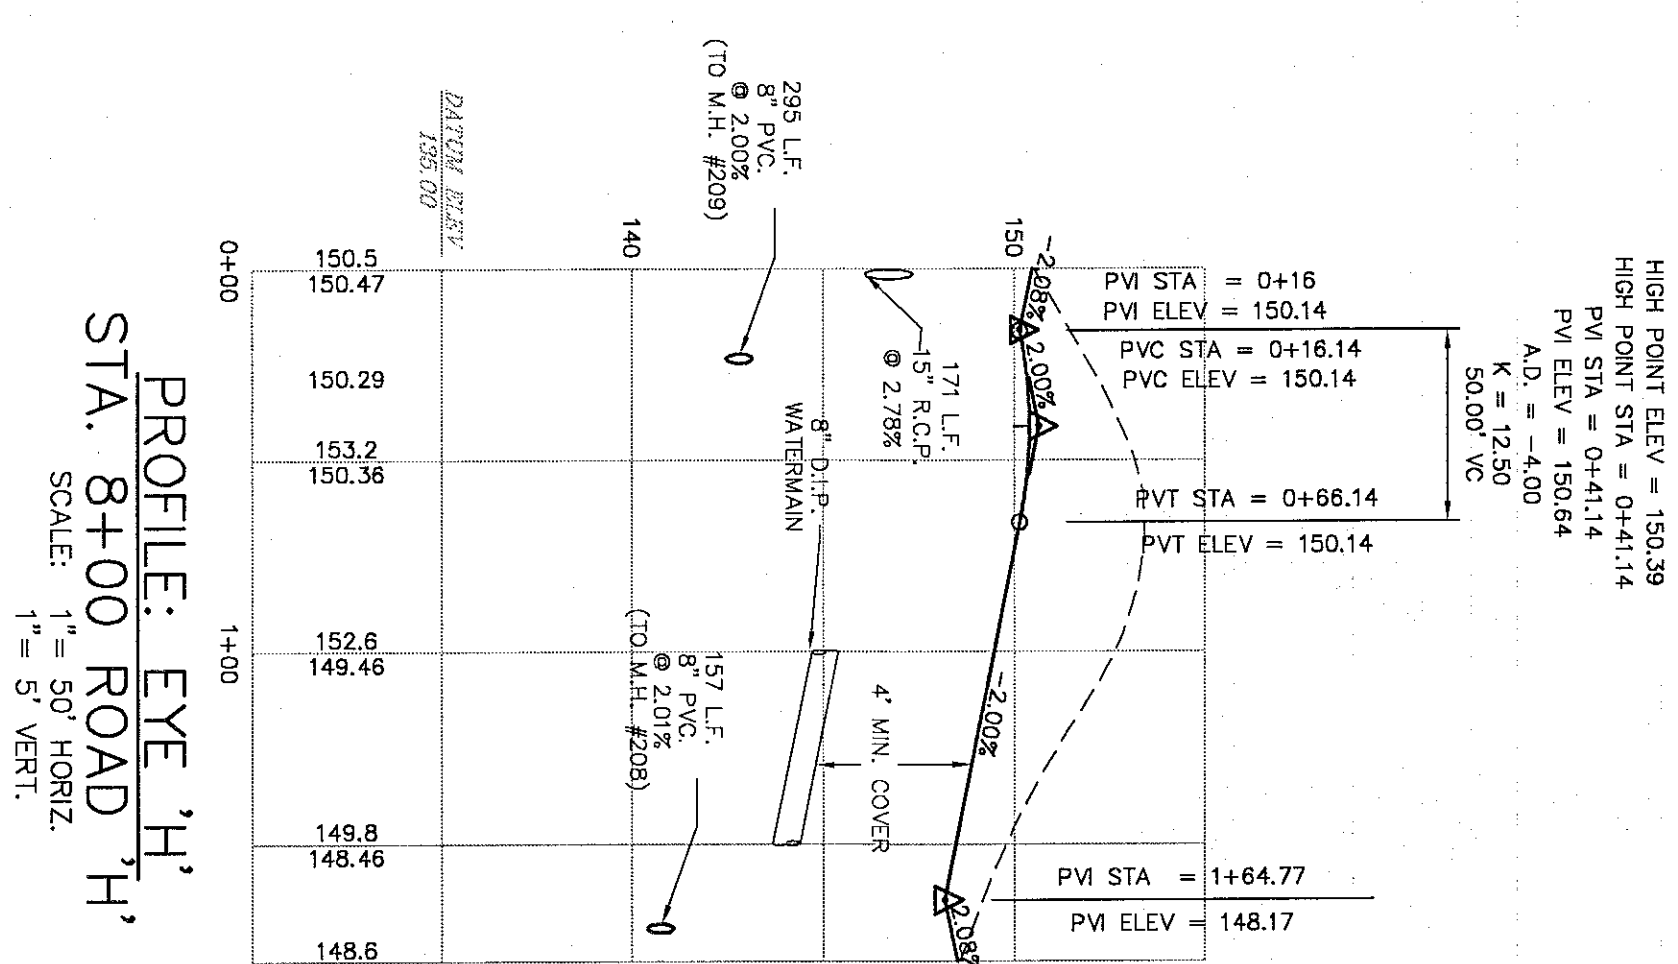 HIGH POINT ELEV = 150.39
HIGH POINT STA = 0+41.14
PVI STA = 0+41.14
PVI ELEV = 150.64
A.D. = -4.00
K = 12.50
50.00' VC
PVI STA = 0+16
PVI ELEV = 150.14
PVC STA = 0+16.14
PVC ELEV = 150.14
PVT STA = 0+66.14
PVT ELEV = 150.14
PVI STA = 1+64.77
PVI ELEV = 148.17
150
-2.08%
2.00%
-2.00%
2.08%
171 L.F.
15" R.C.P.
@ 2.78%
4' MIN. COVER
8" D.I.P.
WATERMAIN
295 L.F.
8" PVC.
@ 2.00%
(TO M.H. #209)
157 L.F.
8" PVC.
@ 2.01%
(TO M.H. #208)
140
DATUM ELEV
135.00
150.5
150.47
150.29
153.2
150.36
152.6
149.46
149.8
148.46
148.6
0+00
1+00
PROFILE: EYE 'H'
STA. 8+00 ROAD 'H'
SCALE: 1"= 50' HORIZ.
1"= 5' VERT.